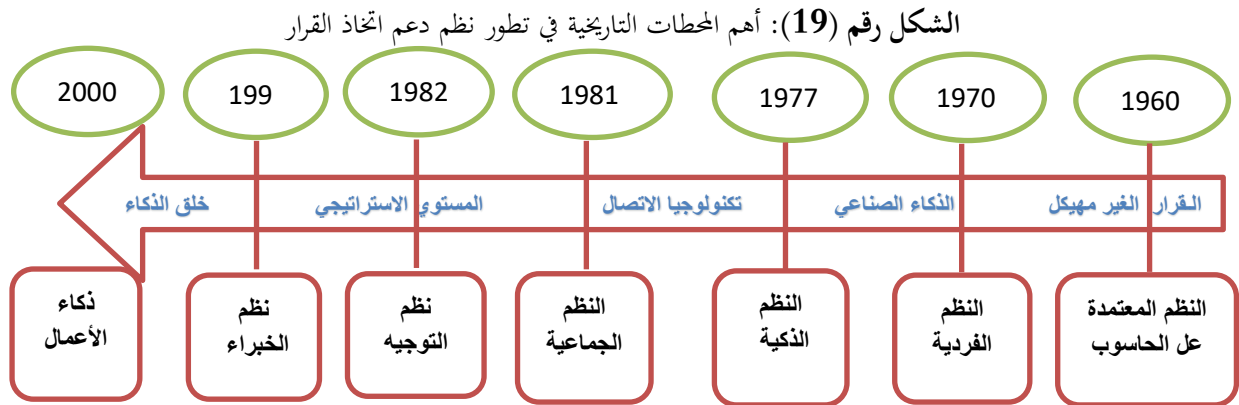 الشكل رقم (19): أهم المحطات التاريخية في تطور نظم دعم اتخاذ القرار
1960
1970
1977
1981
1982
199
2000
القرار الغير مهيكل
الذكاء الصناعي
تكنولوجيا الاتصال
المستوي الاستراتيجي
خلق الذكاء
النظم المعتمدة
عل الحاسوب
النظم
الفردية
النظم
الذكية
النظم
الجماعية
نظم
التوجيه
نظم
الخبراء
ذكاء
الأعمال